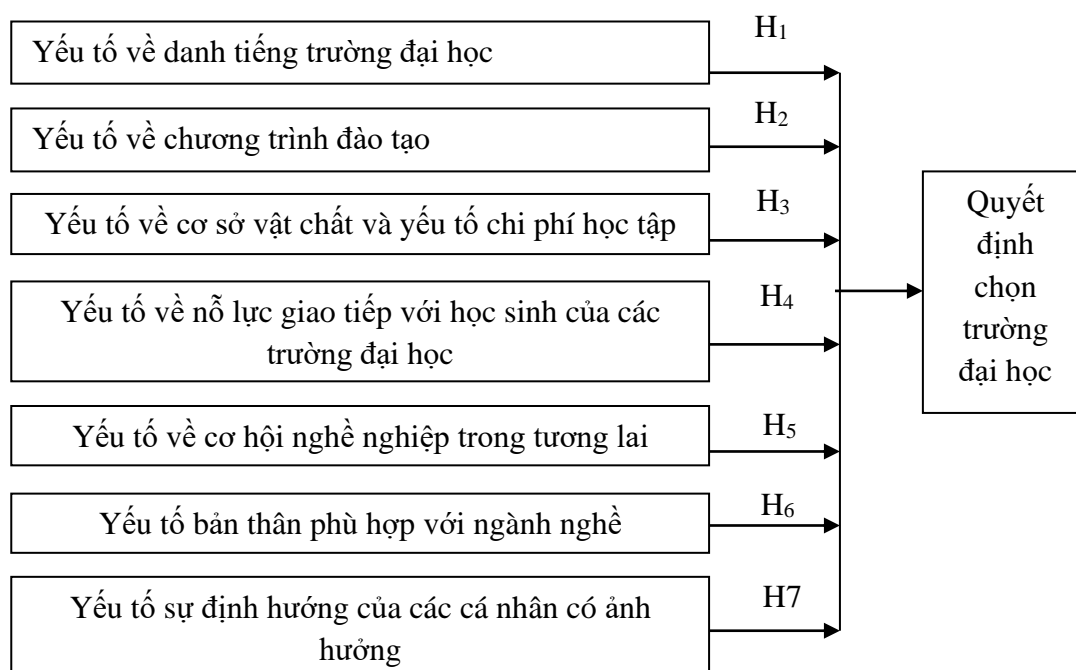 Yếu tố về danh tiếng trường đại học
H₁
Yếu tố về chương trình đào tạo
H₂
Yếu tố về cơ sở vật chất và yếu tố chi phí học tập
H₃
Yếu tố về nỗ lực giao tiếp với học sinh của các
trường đại học
H₄
Yếu tố về cơ hội nghề nghiệp trong tương lai
H₅
Yếu tố bản thân phù hợp với ngành nghề
H₆
Yếu tố sự định hướng của các cá nhân có ảnh
hưởng
H7
Quyết
định
chọn
trường
đại học